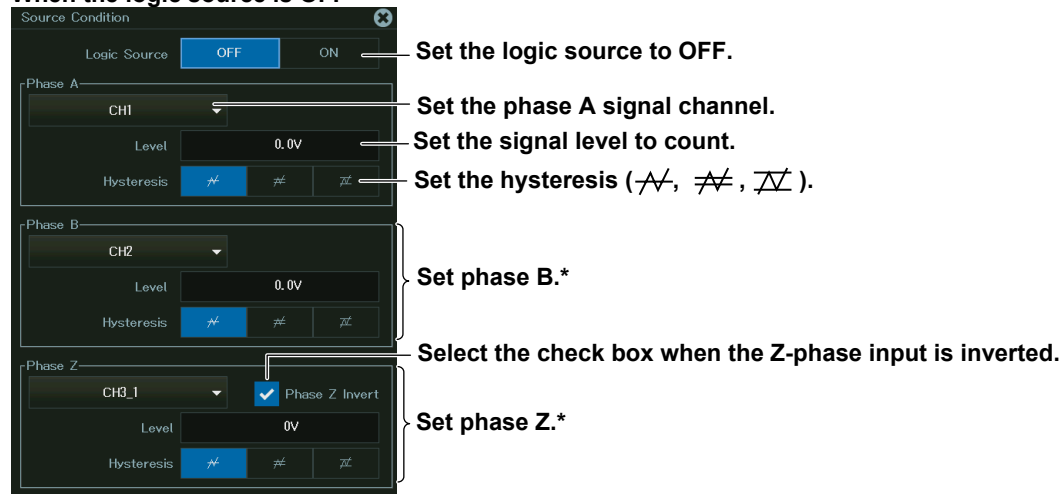 When the logic source is OFF
Source Condition
Logic Source OFF ON
Set the logic source to OFF.
Phase A
CH1
Set the phase A signal channel.
Level 0.0V
Set the signal level to count.
Hysteresis
Set the hysteresis ( , , ).
Phase B
CH2
Level 0.0V
Set phase B.*
Hysteresis
Select the check box when the Z-phase input is inverted.
Phase Z
CH3_1 Phase Z Invert
Level 0V
Set phase Z.*
Hysteresis